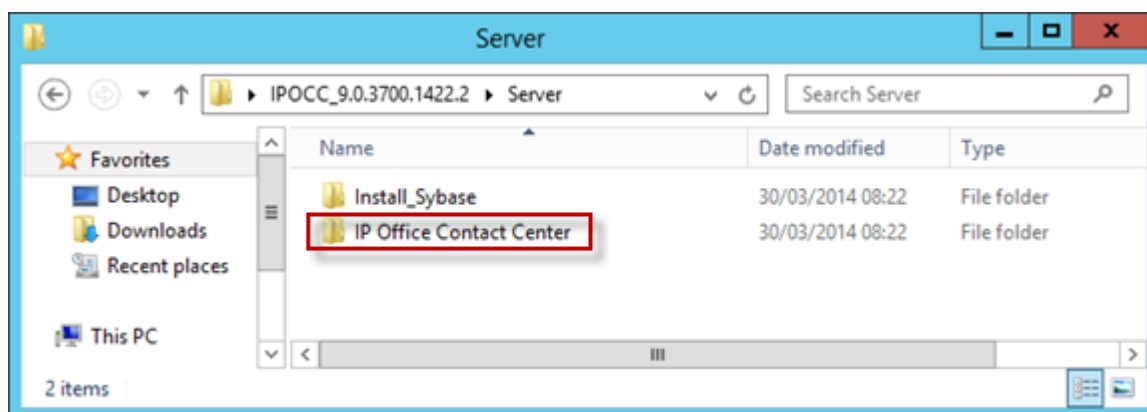 Server
IPOCC_9.0.3700.1422.2 Server
Search Server
Favorites
Desktop
Downloads
Recent places
This PC
Name Date modified Type
Install_Sybase 30/03/2014 08:22 File folder
IP Office Contact Center 30/03/2014 08:22 File folder
2 items